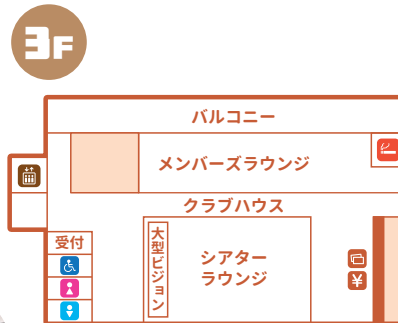 3F
バルコニー
メンバーズラウンジ
クラブハウス
受付
大型ビジョン
シアター
ラウンジ
¥